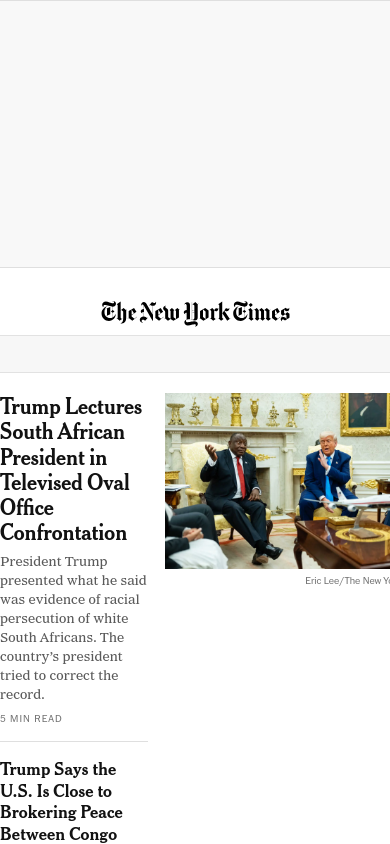 The New York Times
Trump Lectures
South African
President in
Televised Oval
Office
Confrontation
President Trump
presented what he said
was evidence of racial
persecution of white
South Africans. The
country’s president
tried to correct the
record.
5 MIN READ
Eric Lee/The New Y
Trump Says the
U.S. Is Close to
Brokering Peace
Between Congo